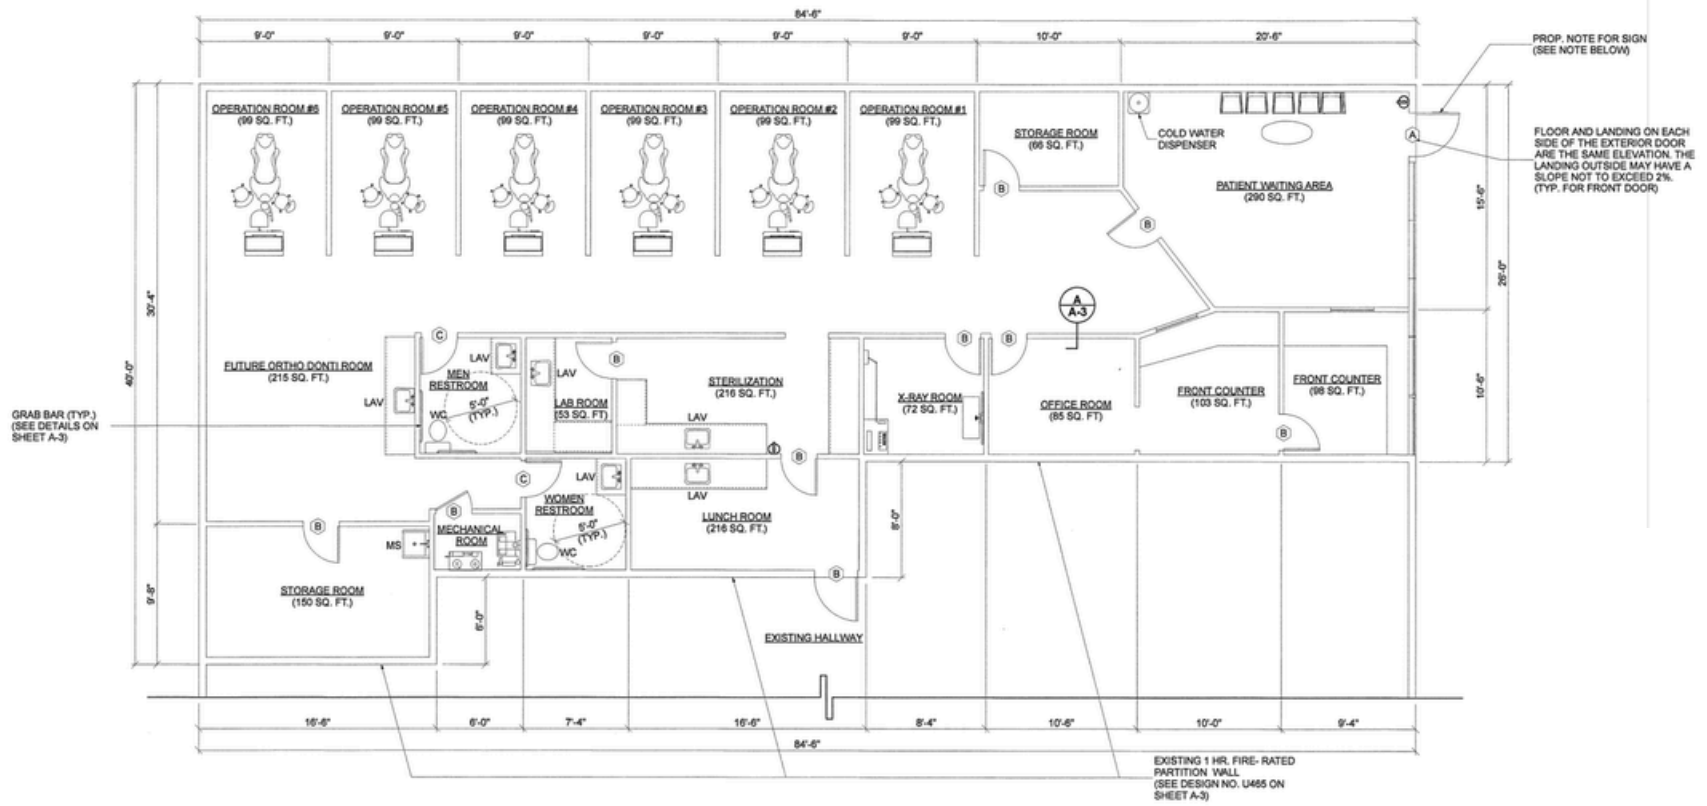 84'-6"
9'-0"
9'-0"
9'-0"
9'-0"
9'-0"
9'-0"
10'-0"
20'-6"
PROP. NOTE FOR SIGN
(SEE NOTE BELOW)
OPERATION ROOM #6
(99 SQ. FT.)
OPERATION ROOM #5
(99 SQ. FT.)
OPERATION ROOM #4
(99 SQ. FT.)
OPERATION ROOM #3
(99 SQ. FT.)
OPERATION ROOM #2
(99 SQ. FT.)
OPERATION ROOM #1
(99 SQ. FT.)
STORAGE ROOM
(66 SQ. FT.)
B
COLD WATER
DISPENSER
A
FLOOR AND LANDING ON EACH
SIDE OF THE EXTERIOR DOOR
ARE THE SAME ELEVATION. THE
LANDING OUTSIDE MAY HAVE A
SLOPE NOT TO EXCEED 2%.
(TYP. FOR FRONT DOOR)
PATIENT WAITING AREA
(290 SQ. FT.)
B
15'-6"
26'-0"
10'-6"
40'-0"
30'-4"
9'-8"
A
A-3
FUTURE ORTHO DONTI ROOM
(215 SQ. FT.)
LAV
C
LAV
MEN
RESTROOM
WC
5'-0"
(TYP.)
LAV
B
LAB ROOM
(53 SQ. FT)
STERILIZATION
(216 SQ. FT.)
LAV
B
B
X-RAY ROOM
(72 SQ. FT.)
B
OFFICE ROOM
(85 SQ. FT)
FRONT COUNTER
(103 SQ. FT.)
FRONT COUNTER
(98 SQ. FT.)
B
GRAB BAR (TYP.)
(SEE DETAILS ON
SHEET A-3)
C
LAV
WOMEN
RESTROOM
5'-0"
(TYP.)
WC
LAV
LUNCH ROOM
(216 SQ. FT.)
B
8'-0"
B
B
MECHANICAL
ROOM
MS
STORAGE ROOM
(150 SQ. FT.)
6'-0"
EXISTING HALLWAY
16'-6"
6'-0"
7'-4"
16'-6"
8'-4"
10'-6"
10'-0"
9'-4"
84'-6"
EXISTING 1 HR. FIRE- RATED
PARTITION WALL
(SEE DESIGN NO. U465 ON
SHEET A-3)